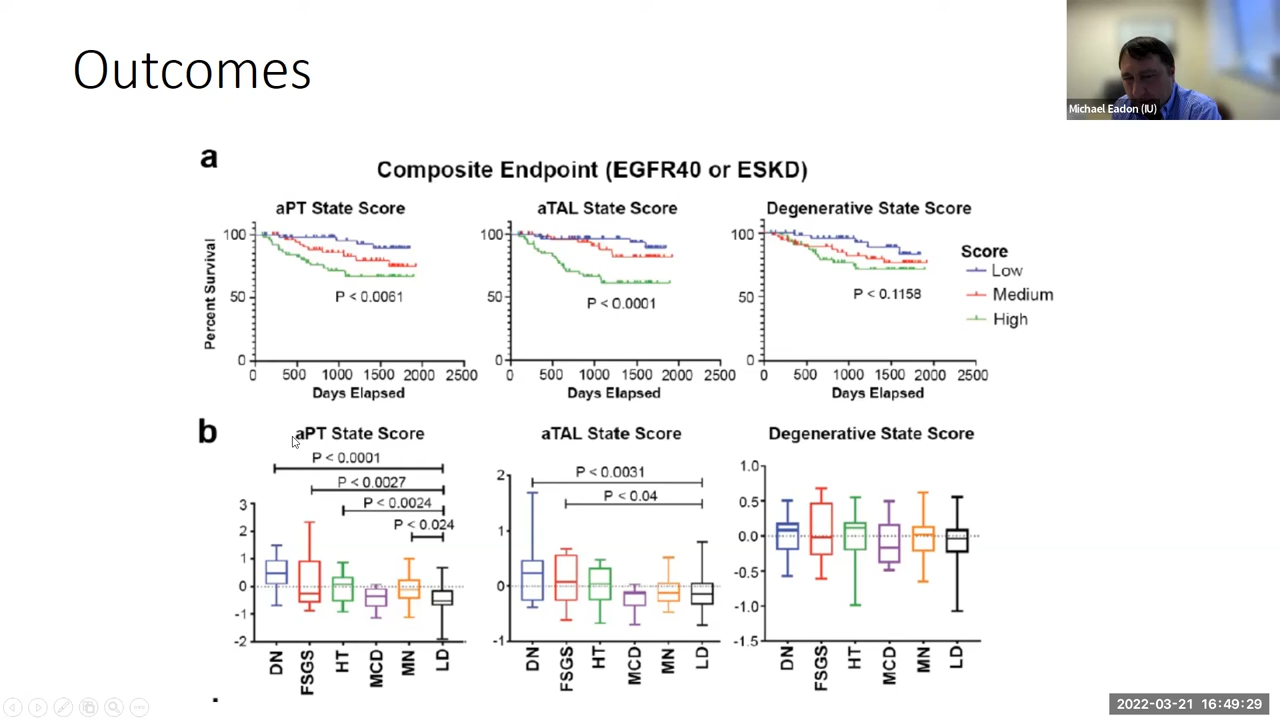 Outcomes
Michael Eadon (IU)
a
Composite Endpoint (EGFR40 or ESKD)
aPT State Score
aTAL State Score
Degenerative State Score
Percent Survival
100
50
0
0 500 1000 1500 2000 2500
Days Elapsed
P < 0.0061
100
50
0
0 500 1000 1500 2000 2500
Days Elapsed
P < 0.0001
100
50
0
0 500 1000 1500 2000 2500
Days Elapsed
P < 0.1158
Score
Low
Medium
High
b
aPT State Score
P < 0.0001
P < 0.0027
P < 0.0024
P < 0.024
3
2
1
0
-1
-2
DN FSGS HT MCD MN LD
aTAL State Score
P < 0.0031
P < 0.04
2
1
0
-1
DN FSGS HT MCD MN LD
Degenerative State Score
1.0
0.5
0.0
-0.5
-1.0
-1.5
DN FSGS HT MCD MN LD
2022-03-21 16:49:29